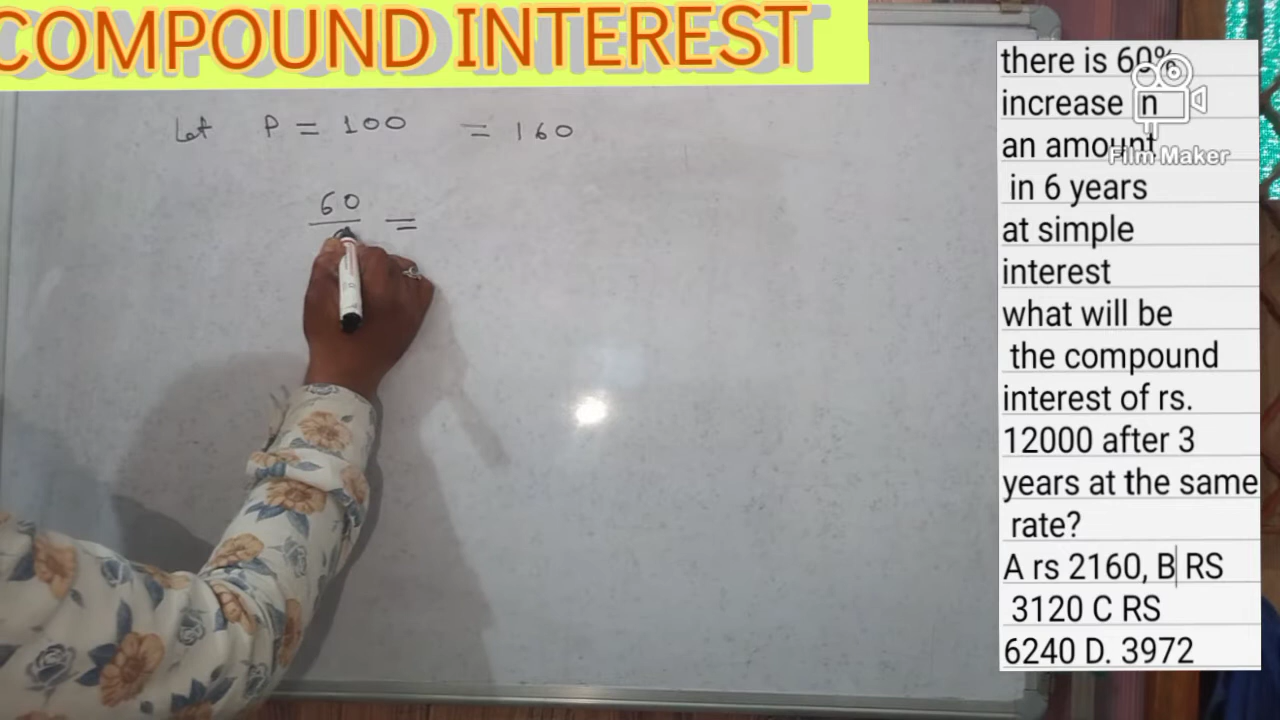 COMPOUND INTEREST
Let P = 100 = 160
60
=
there is 60%
increase in
an amount
in 6 years
at simple
interest
what will be
the compound
interest of rs.
12000 after 3
years at the same
rate?
A rs 2160, B RS
3120 C RS
6240 D. 3972
Film Maker